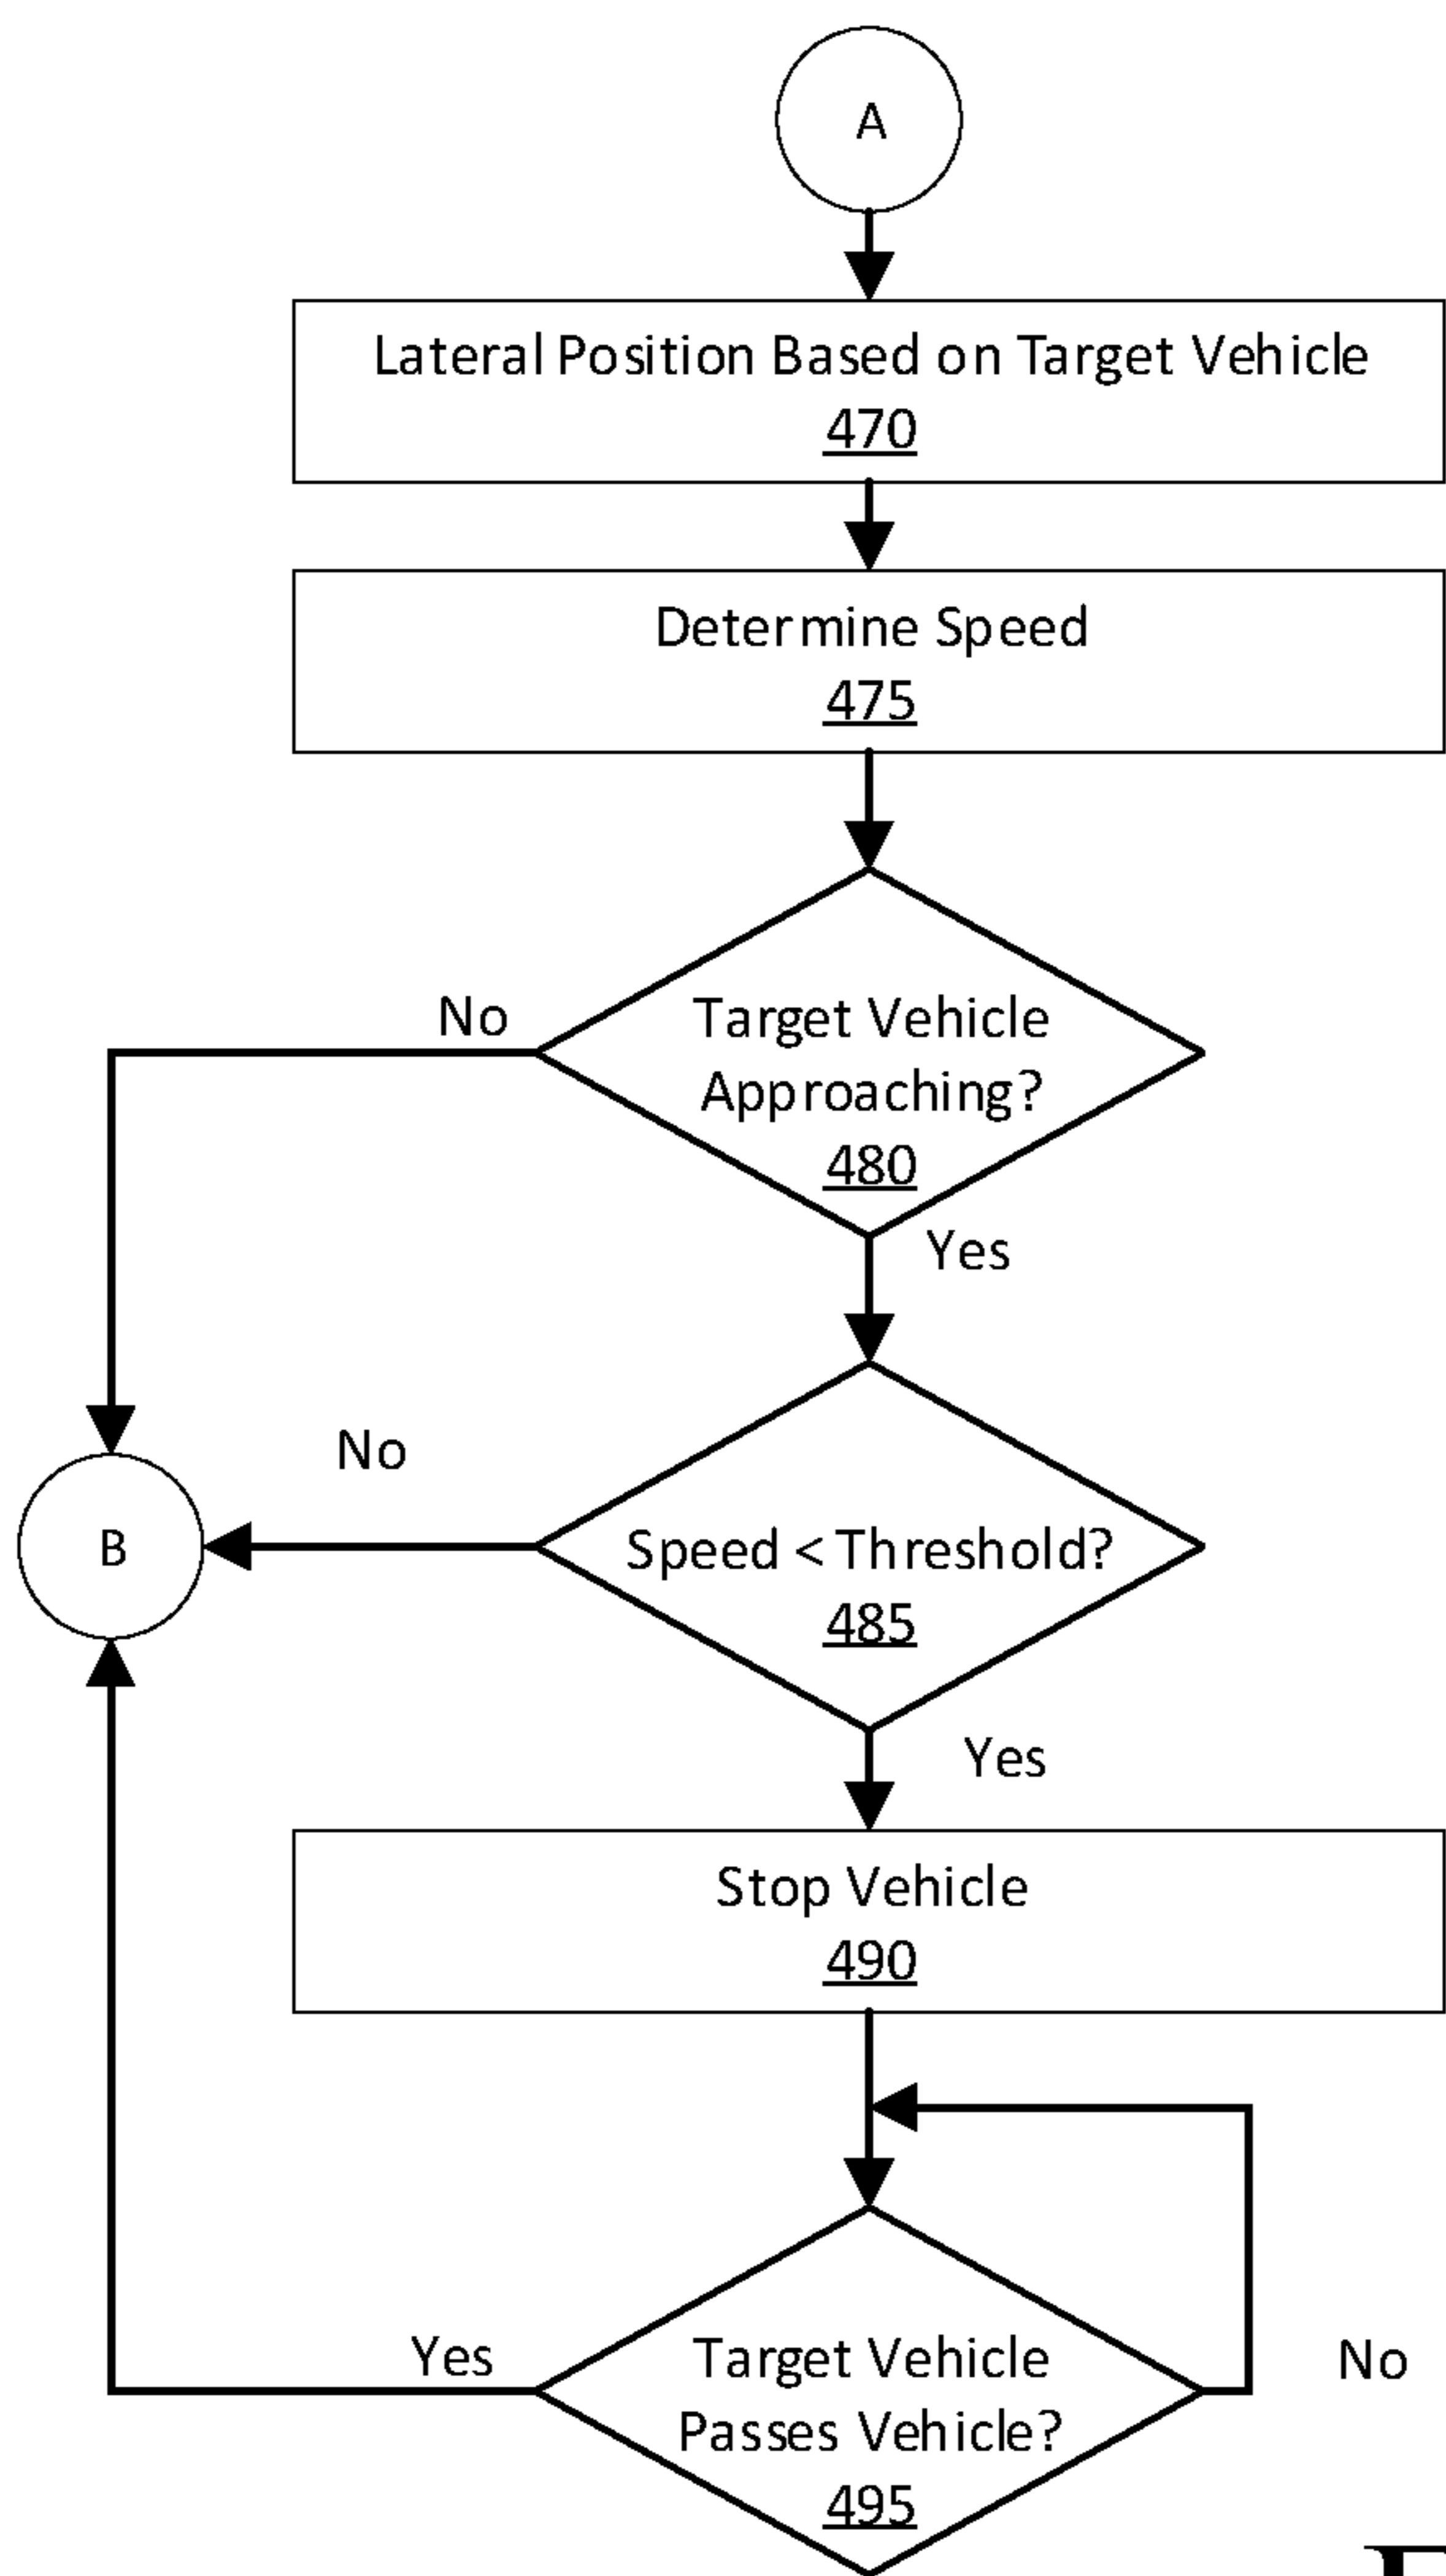 A
Lateral Position Based on Target Vehicle
470
Determine Speed
475
No
Target Vehicle
Approaching?
480
Yes
No
B
Speed < Threshold?
485
Yes
Stop Vehicle
490
Yes
Target Vehicle
Passes Vehicle?
495
No